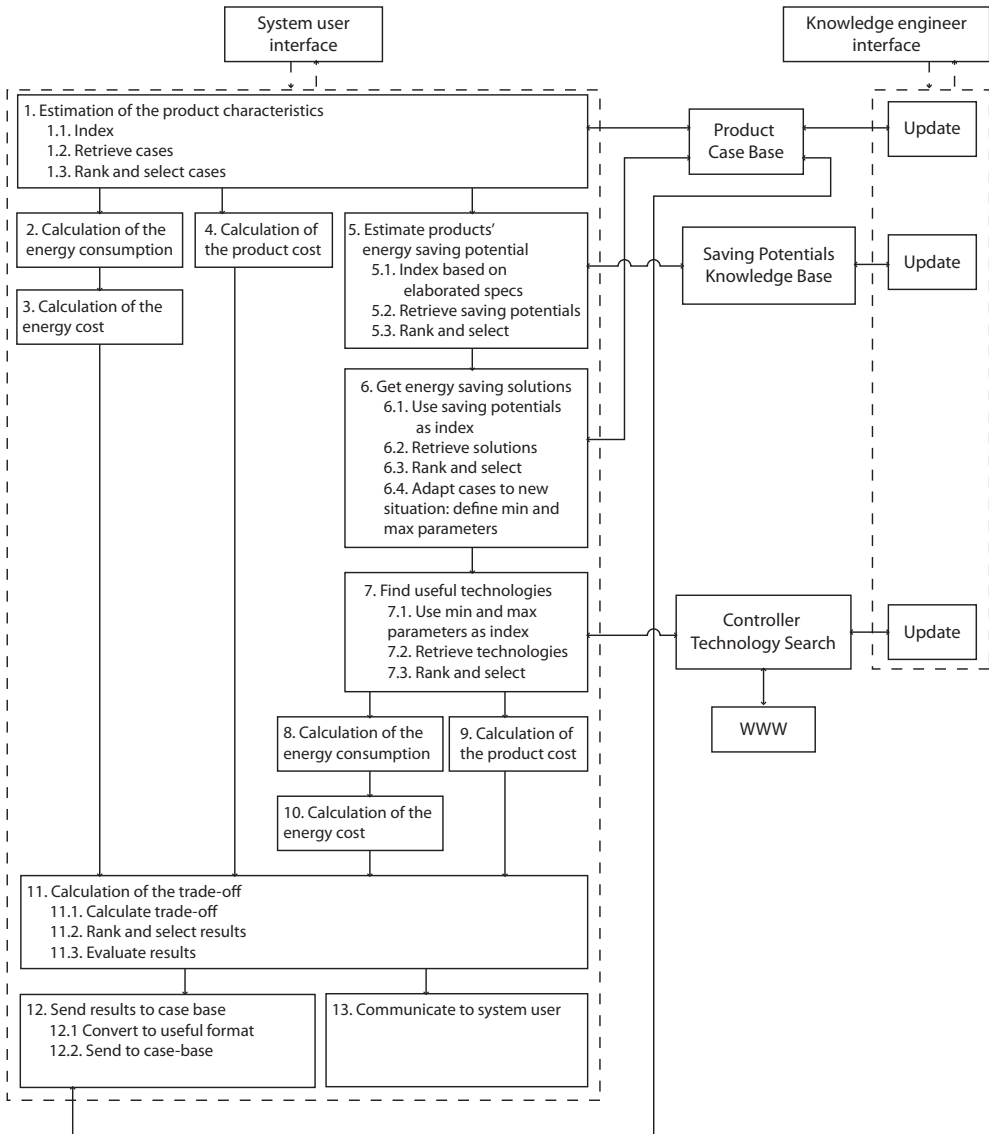 System user
interface
Knowledge engineer
interface
1. Estimation of the product characteristics
1.1. Index
1.2. Retrieve cases
1.3. Rank and select cases
Product
Case Base
Update
2. Calculation of the
energy consumption
4. Calculation of
the product cost
5. Estimate products’
energy saving potential
5.1. Index based on
elaborated specs
5.2. Retrieve saving potentials
5.3. Rank and select
Saving Potentials
Knowledge Base
Update
3. Calculation of the
energy cost
6. Get energy saving solutions
6.1. Use saving potentials
as index
6.2. Retrieve solutions
6.3. Rank and select
6.4. Adapt cases to new
situation: define min and
max parameters
7. Find useful technologies
7.1. Use min and max
parameters as index
7.2. Retrieve technologies
7.3. Rank and select
Controller
Technology Search
Update
WWW
8. Calculation of the
energy consumption
9. Calculation of
the product cost
10. Calculation of the
energy cost
11. Calculation of the trade-off
11.1. Calculate trade-off
11.2. Rank and select results
11.3. Evaluate results
12. Send results to case base
12.1 Convert to useful format
12.2. Send to case-base
13. Communicate to system user